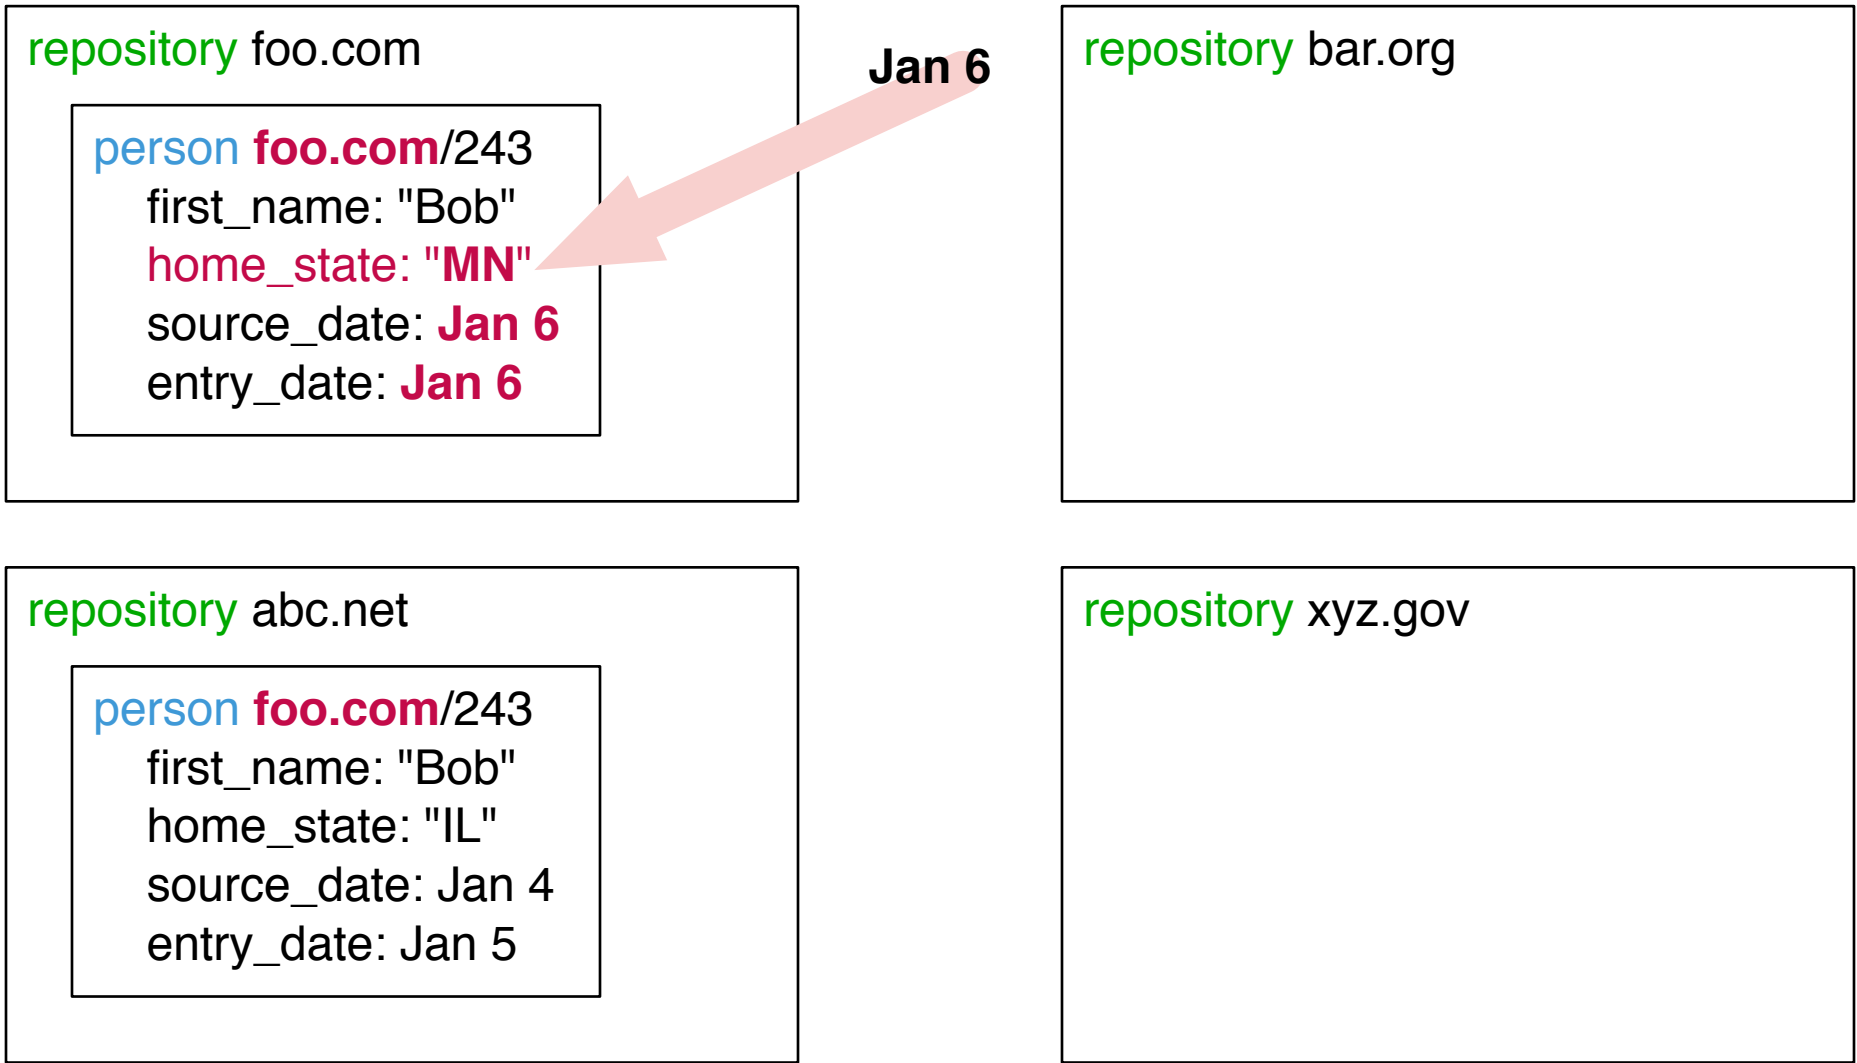 repository foo.com
person foo.com/243
first_name: "Bob"
home_state: "MN"
source_date: Jan 6
entry_date: Jan 6
Jan 6
repository bar.org
repository abc.net
person foo.com/243
first_name: "Bob"
home_state: "IL"
source_date: Jan 4
entry_date: Jan 5
repository xyz.gov